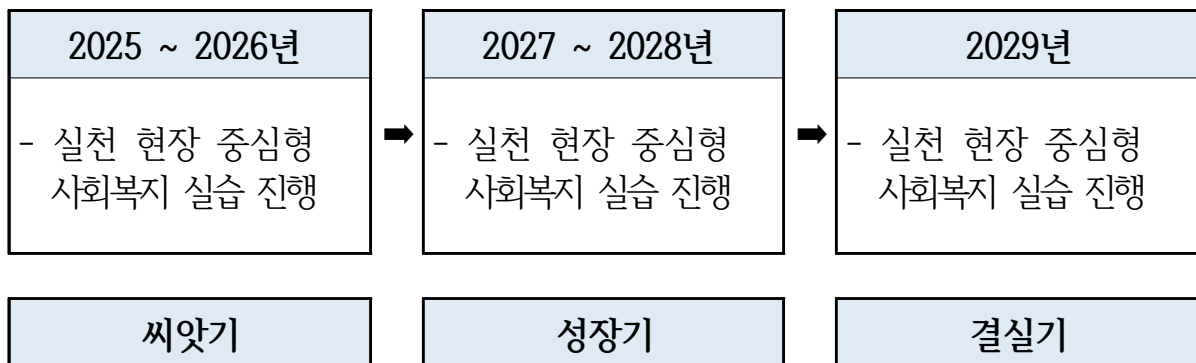 2025 ~ 2026년
- 실천 현장 중심형
사회복지 실습 진행
➡
2027 ~ 2028년
- 실천 현장 중심형
사회복지 실습 진행
➡
2029년
- 실천 현장 중심형
사회복지 실습 진행
씨앗기
성장기
결실기